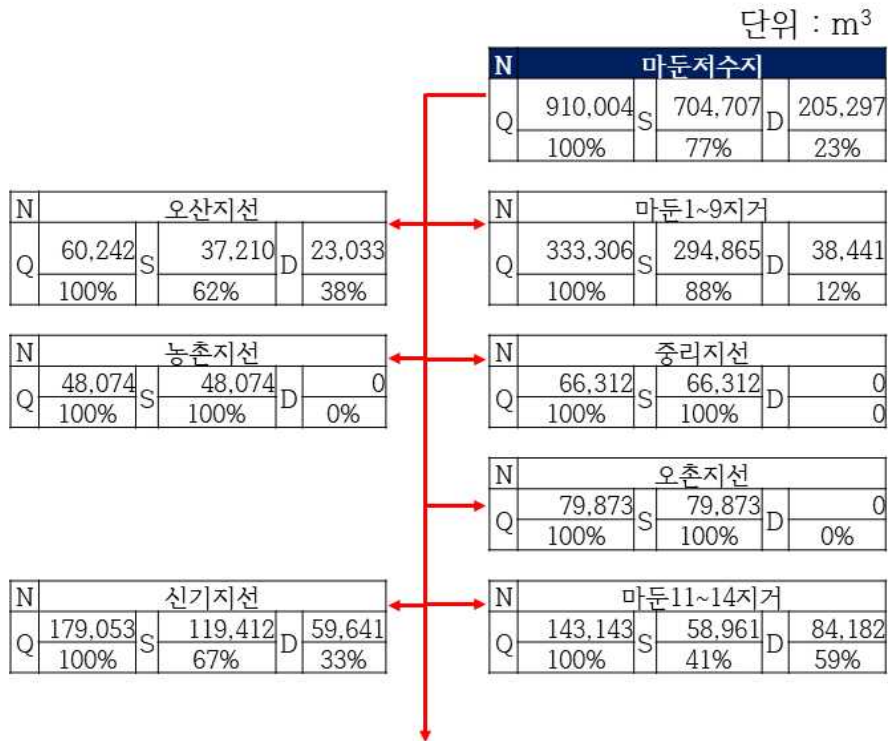 단위 : m³
N 마둔저수지
Q 910,004 S 704,707 D 205,297
100% 77% 23%
N 오산지선
Q 60,242 S 37,210 D 23,033
100% 62% 38%
N 마둔1~9지거
Q 333,306 S 294,865 D 38,441
100% 88% 12%
N 농촌지선
Q 48,074 S 48,074 D 0
100% 100% 0%
N 중리지선
Q 66,312 S 66,312 D 0
100% 100% 0
N 오촌지선
Q 79,873 S 79,873 D 0
100% 100% 0%
N 신기지선
Q 179,053 S 119,412 D 59,641
100% 67% 33%
N 마둔11~14지거
Q 143,143 S 58,961 D 84,182
100% 41% 59%